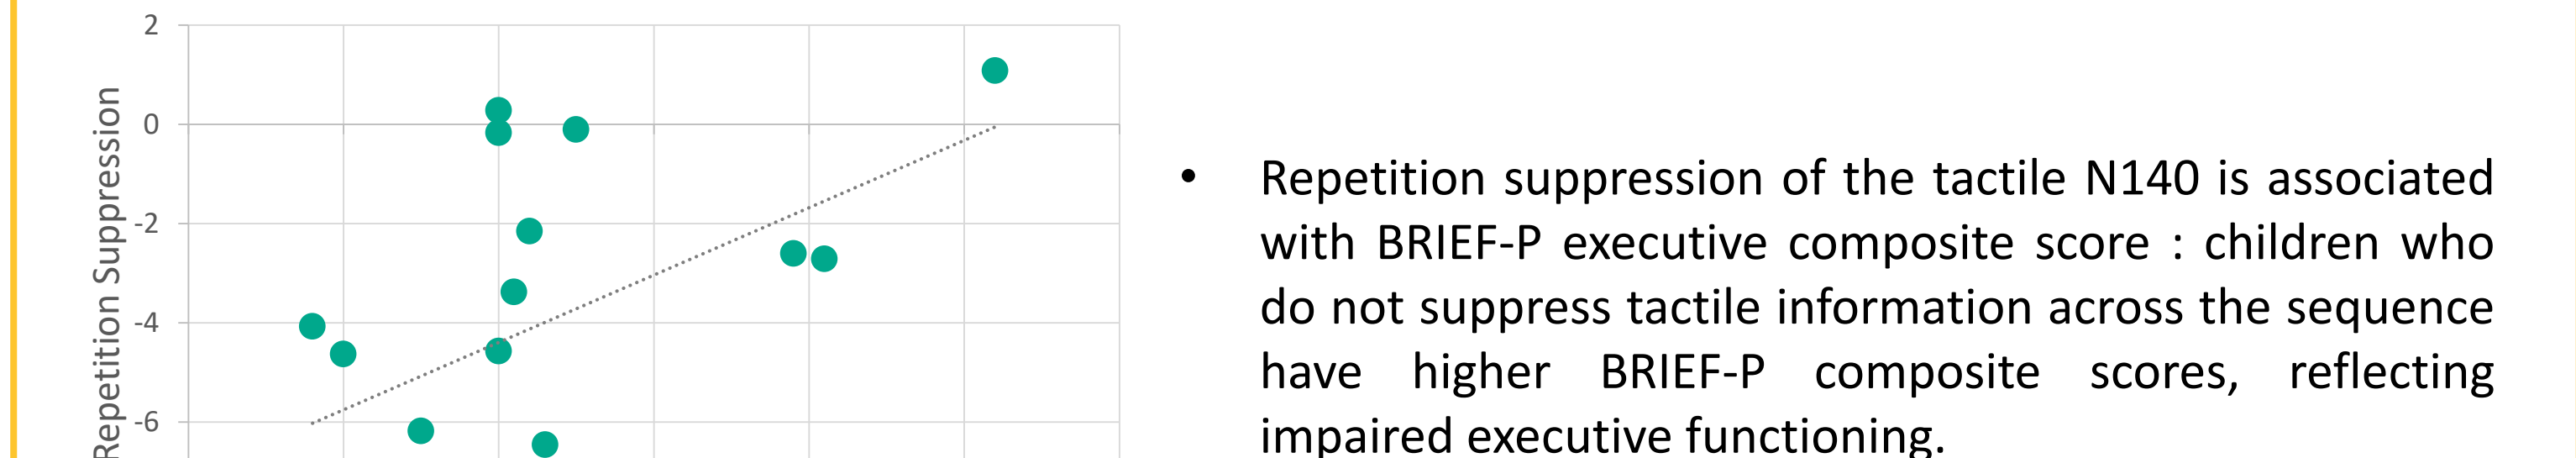 2
0
-2
-4
-6
Repetition Suppression
• Repetition suppression of the tactile N140 is associated
with BRIEF-P executive composite score : children who
do not suppress tactile information across the sequence
have higher BRIEF-P composite scores, reflecting
impaired executive functioning.